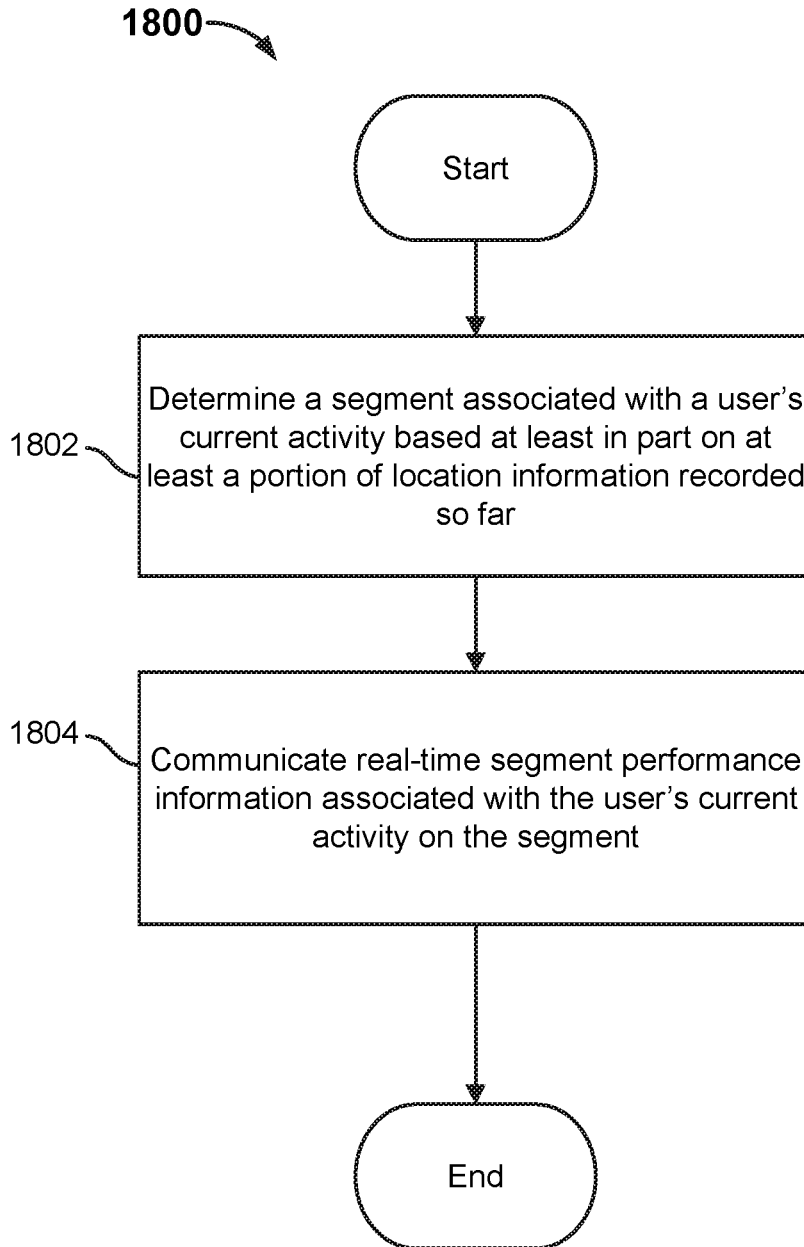 1800
Start
1802
Determine a segment associated with a user's
current activity based at least in part on at
least a portion of location information recorded
so far
1804
Communicate real-time segment performance
information associated with the user's current
activity on the segment
End